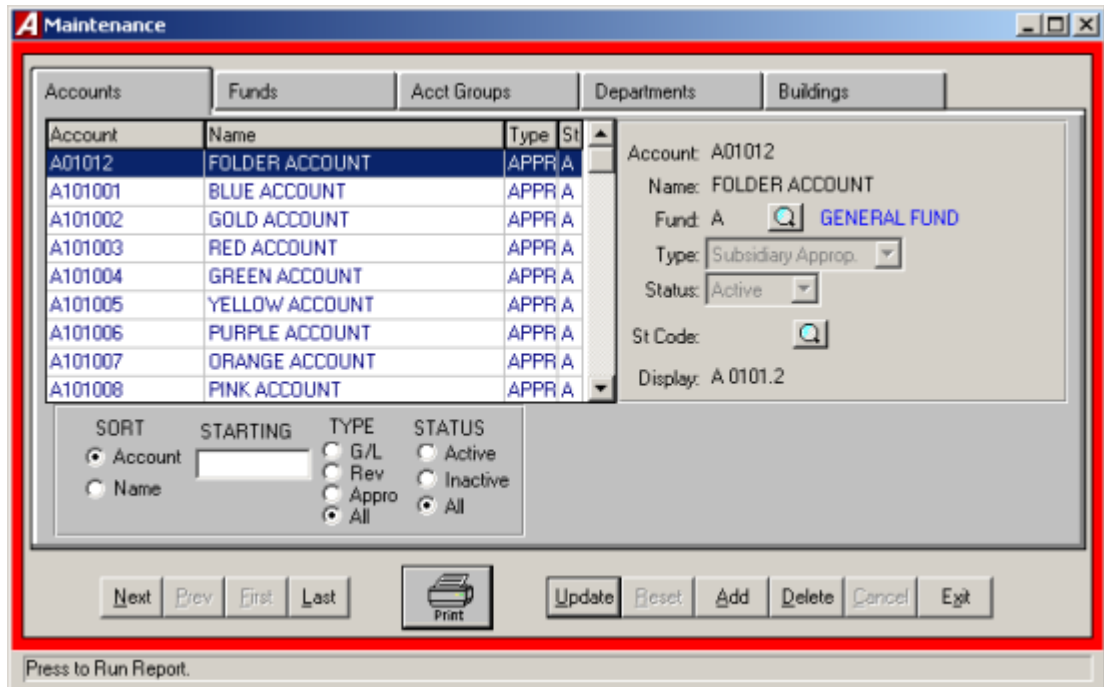 A Maintenance
Accounts Funds Acct Groups Departments Buildings
Account Name Type St
A01012 FOLDER ACCOUNT APPR A
A101001 BLUE ACCOUNT APPR A
A101002 GOLD ACCOUNT APPR A
A101003 RED ACCOUNT APPR A
A101004 GREEN ACCOUNT APPR A
A101005 YELLOW ACCOUNT APPR A
A101006 PURPLE ACCOUNT APPR A
A101007 ORANGE ACCOUNT APPR A
A101008 PINK ACCOUNT APPR A
Account: A01012
Name: FOLDER ACCOUNT
Fund: A GENERAL FUND
Type: Subsidiary Approp.
Status: Active
St Code:
Display: A 0101.2
SORT
Account
Name
STARTING
TYPE
G/L
Rev
Appro
All
STATUS
Active
Inactive
All
Next Prev First Last Print Update Reset Add Delete Cancel Exit
Press to Run Report.